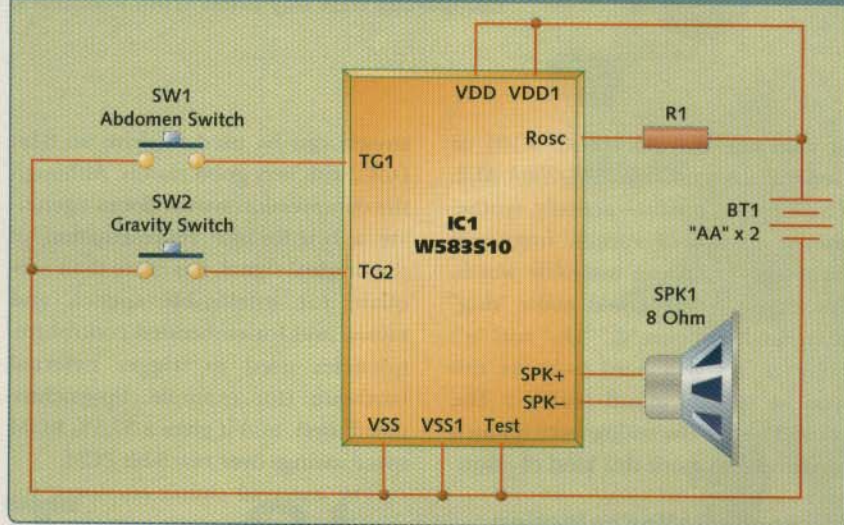 SW1
Abdomen Switch
SW2
Gravity Switch
VDD VDD1
Rosc
TG1
TG2
IC1
W583S10
SPK+
SPK–
VSS VSS1 Test
R1
BT1
"AA" x 2
SPK1
8 Ohm